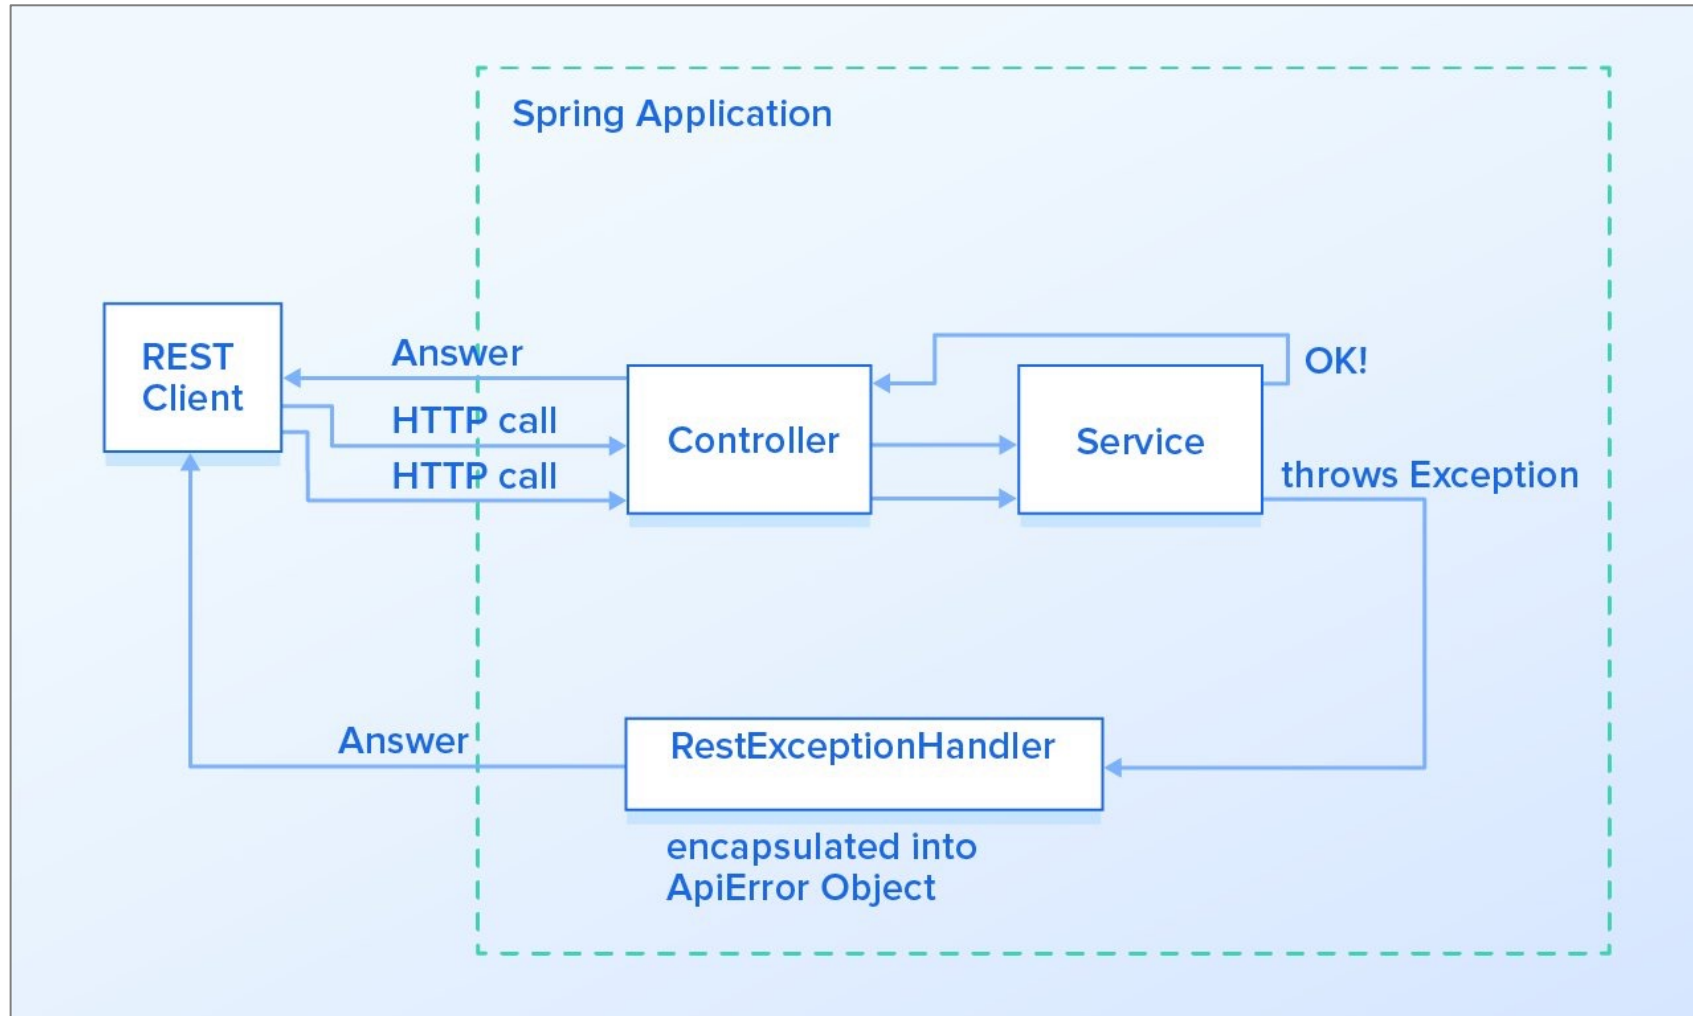 Spring Application
REST
Client
Answer
HTTP call
HTTP call
Controller
Service
OK!
throws Exception
Answer
RestExceptionHandler
encapsulated into
ApiError Object